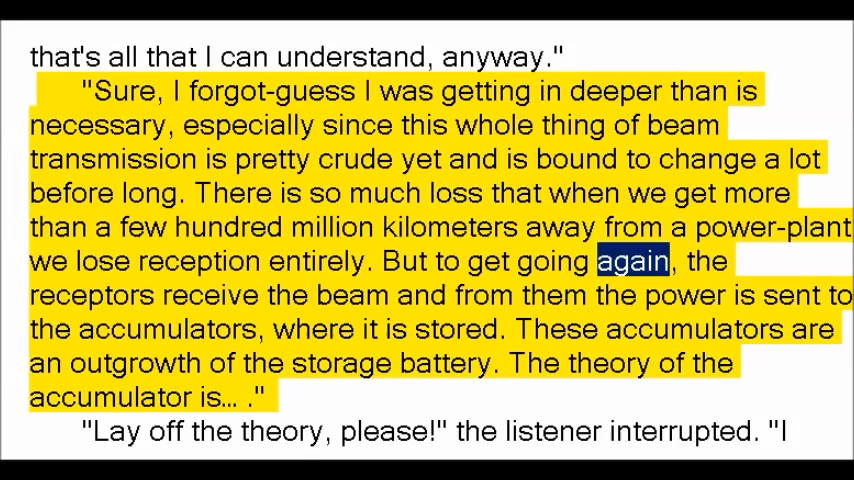 that's all that I can understand, anyway."
"Sure, I forgot-guess I was getting in deeper than is
necessary, especially since this whole thing of beam
transmission is pretty crude yet and is bound to change a lot
before long. There is so much loss that when we get more
than a few hundred million kilometers away from a power-plant
we lose reception entirely. But to get going again, the
receptors receive the beam and from them the power is sent to
the accumulators, where it is stored. These accumulators are
an outgrowth of the storage battery. The theory of the
accumulator is... ."
"Lay off the theory, please!" the listener interrupted. "I